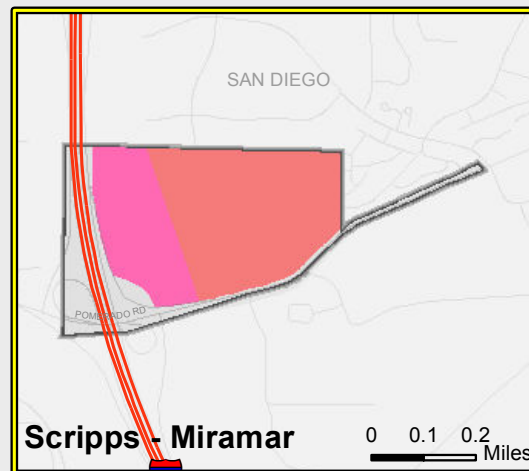 SAN DIEGO
POMERADO RD
Scripps - Miramar
0 0.1 0.2
Miles